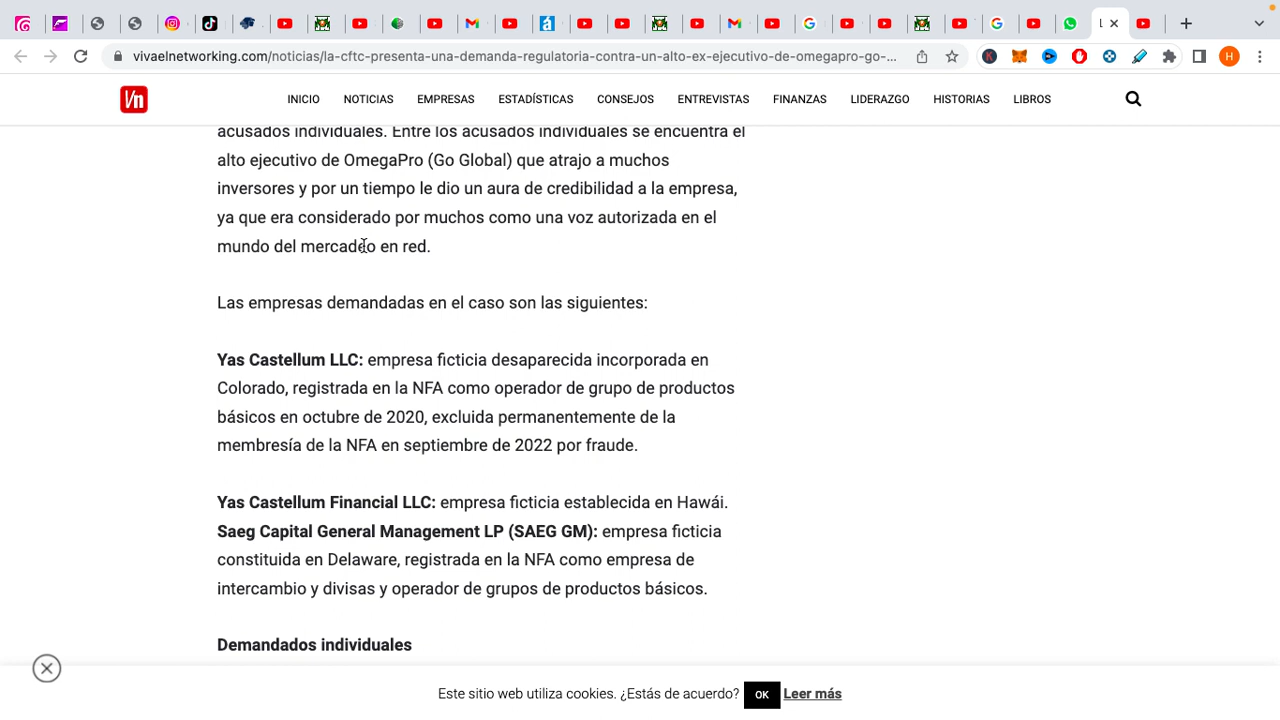 vivaelnetworking.com/noticias/la-cftc-presenta-una-demanda-regulatoria-contra-un-alto-ex-ejecutivo-de-omegapro-go-...
H
Vn
INICIO NOTICIAS EMPRESAS ESTADÍSTICAS CONSEJOS ENTREVISTAS FINANZAS LIDERAZGO HISTORIAS LIBROS
acusados individuales. Entre los acusados individuales se encuentra el
alto ejecutivo de OmegaPro (Go Global) que atrajo a muchos
inversores y por un tiempo le dio un aura de credibilidad a la empresa,
ya que era considerado por muchos como una voz autorizada en el
mundo del mercadeo en red.
Las empresas demandadas en el caso son las siguientes:
Yas Castellum LLC: empresa ficticia desaparecida incorporada en
Colorado, registrada en la NFA como operador de grupo de productos
básicos en octubre de 2020, excluida permanentemente de la
membresía de la NFA en septiembre de 2022 por fraude.
Yas Castellum Financial LLC: empresa ficticia establecida en Hawái.
Saeg Capital General Management LP (SAEG GM): empresa ficticia
constituida en Delaware, registrada en la NFA como empresa de
intercambio y divisas y operador de grupos de productos básicos.
Demandados individuales
Este sitio web utiliza cookies. ¿Estás de acuerdo? OK Leer más